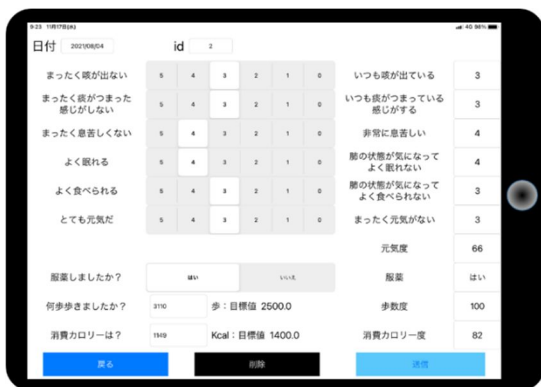 9:23 11月17日(水) 4G 96%
日付 2021/08/04 id 2
まったく咳が出ない 5 4 3 2 1 0 いつも咳が出ている 3
まったく痰がつまった
感じがしない 5 4 3 2 1 0 いつも痰がつまっている
感じがする 3
まったく息苦しくない 5 4 3 2 1 0 非常に息苦しい 4
よく眠れる 5 4 3 2 1 0 肺の状態が気になって
よく眠れない 4
よく食べられる 5 4 3 2 1 0 肺の状態が気になって
よく食べられない 3
とても元気だ 5 4 3 2 1 0 まったく元気がない 3
元気度 66
服薬しましたか？ はい いいえ 服薬 はい
何歩歩きましたか？ 3110 歩：目標値 2500.0 歩数度 100
消費カロリーは？ 1149 Kcal：目標値 1400.0 消費カロリー度 82
戻る 削除 送信